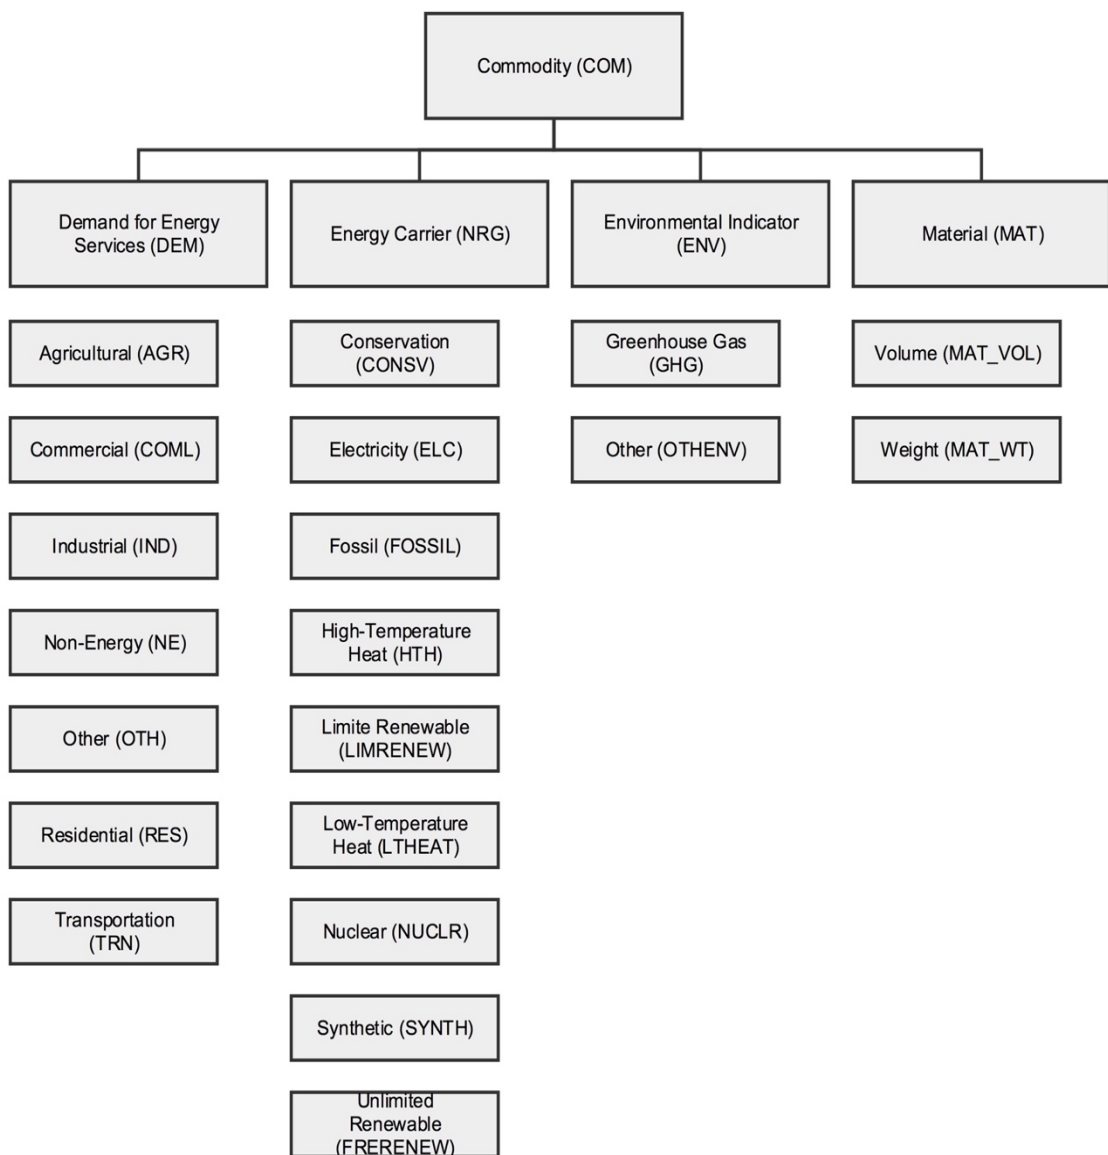 Commodity (COM)
Demand for Energy
Services (DEM)
Energy Carrier (NRG)
Environmental Indicator
(ENV)
Material (MAT)
Agricultural (AGR)
Commercial (COML)
Industrial (IND)
Non-Energy (NE)
Other (OTH)
Residential (RES)
Transportation
(TRN)
Conservation
(CONSV)
Electricity (ELC)
Fossil (FOSSIL)
High-Temperature
Heat (HTH)
Limite Renewable
(LIMRENEW)
Low-Temperature
Heat (LTHEAT)
Nuclear (NUCLR)
Synthetic (SYNTH)
Unlimited
Renewable
(FRERENEW)
Greenhouse Gas
(GHG)
Other (OTHENV)
Volume (MAT_VOL)
Weight (MAT_WT)